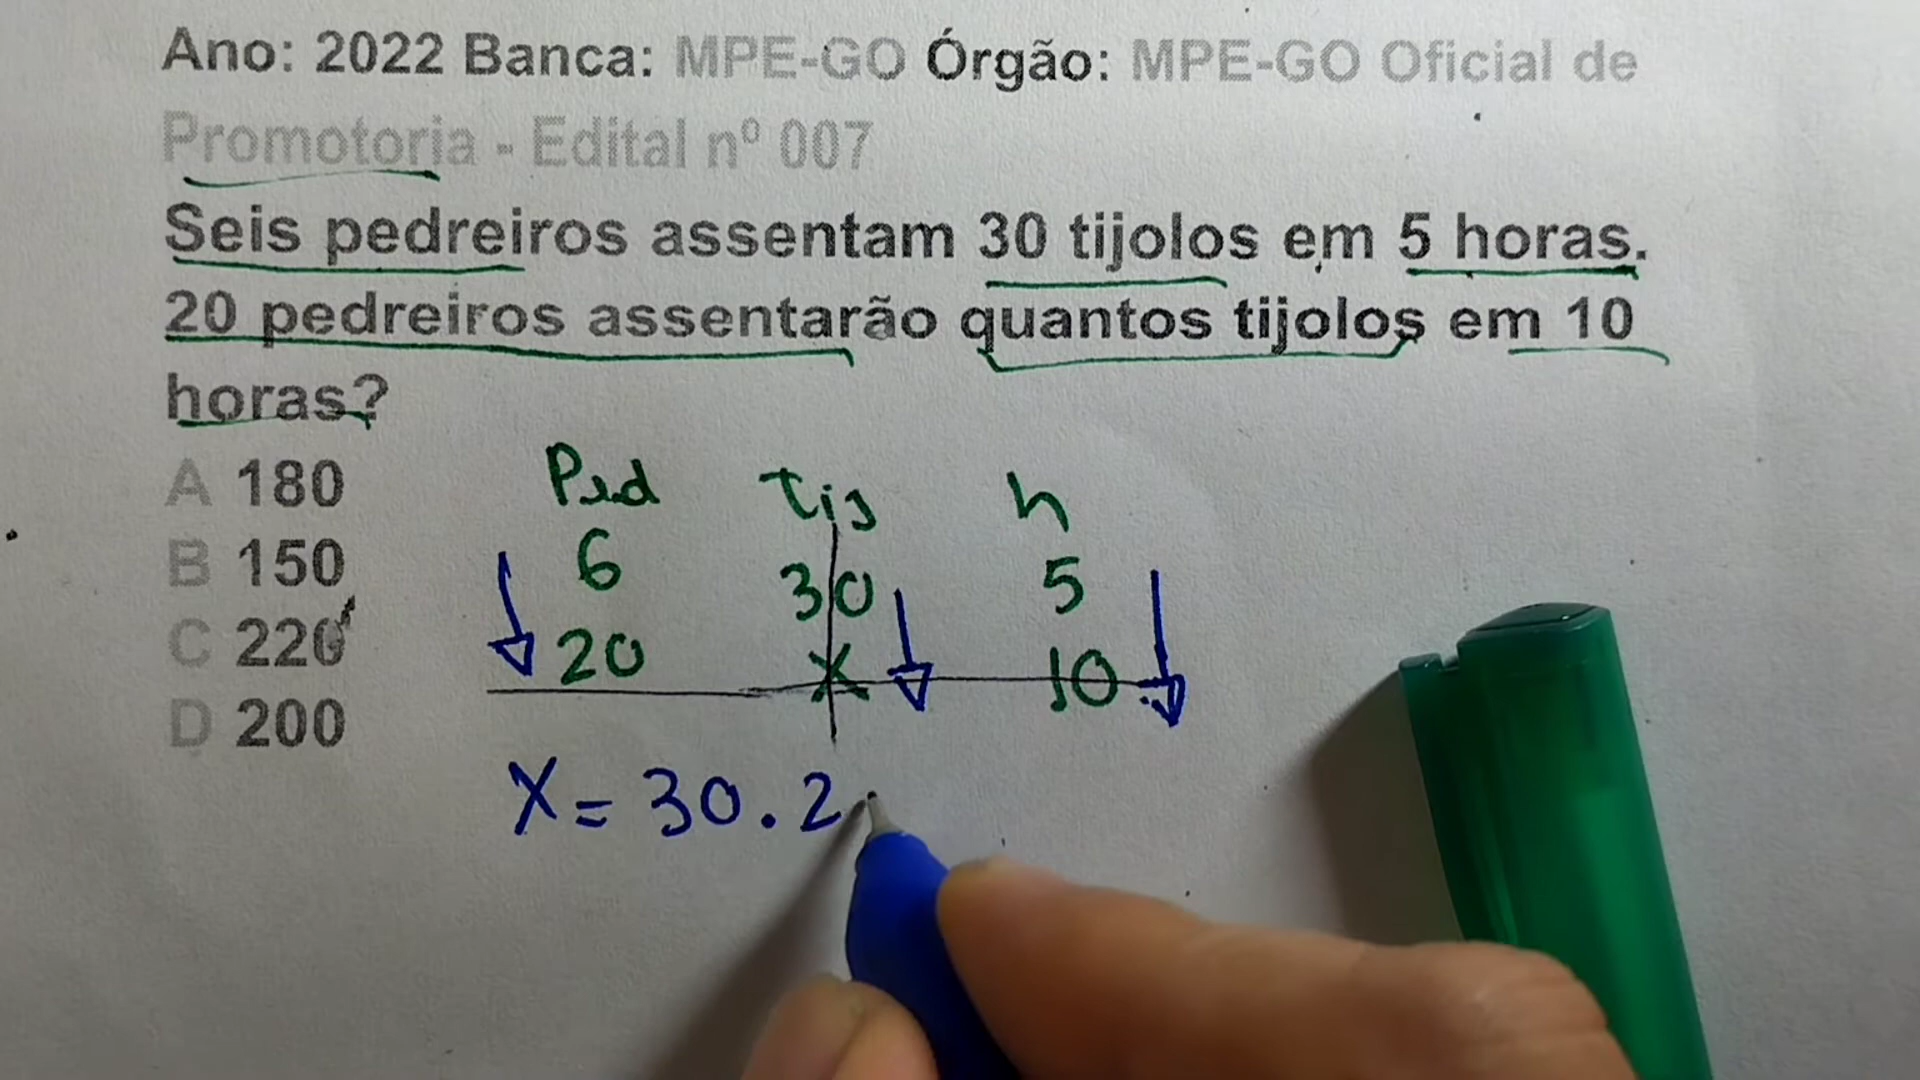 Ano: 2022 Banca: MPE-GO Órgão: MPE-GO Oficial de
Promotoria - Edital nº 007
Seis pedreiros assentam 30 tijolos em 5 horas.
20 pedreiros assentarão quantos tijolos em 10
horas?
A 180
B 150
C 220
D 200
Ped tij h
6 30 5
20 X 10
X = 30.2